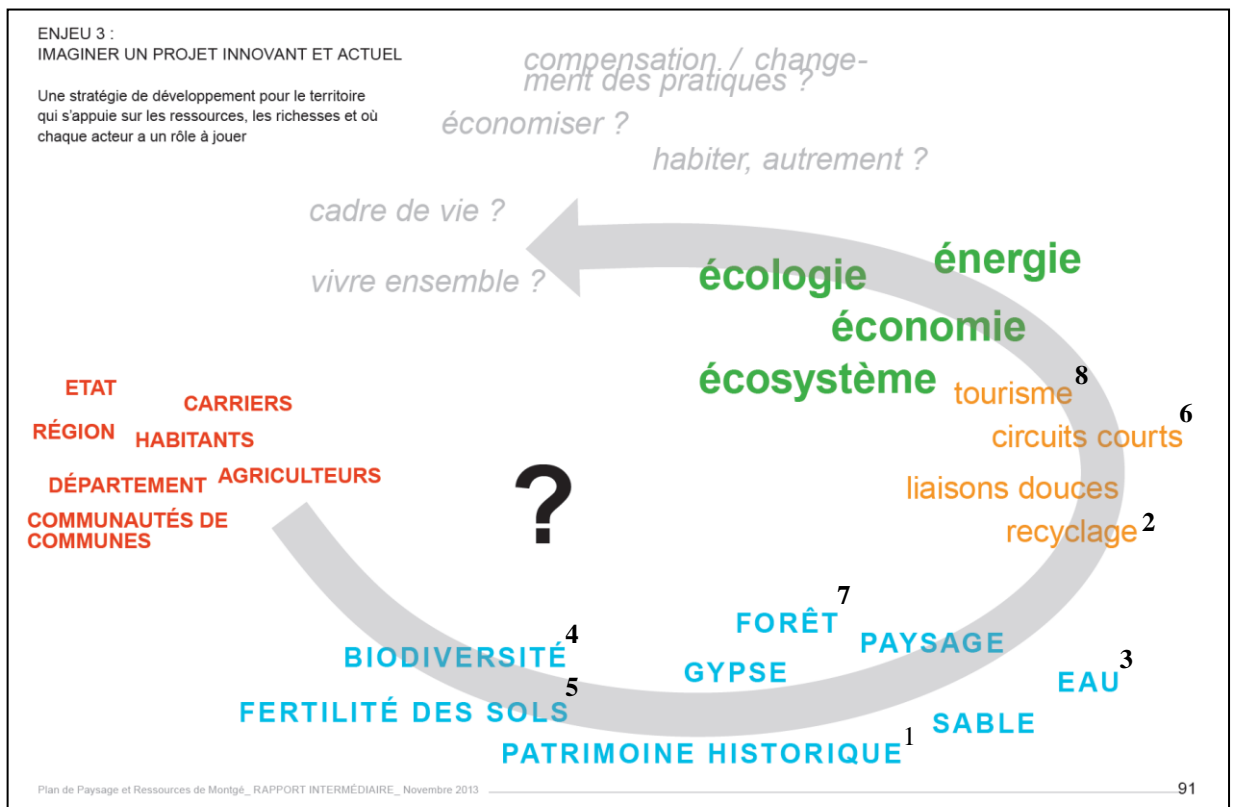 ENJEU 3 :
IMAGINER UN PROJET INNOVANT ET ACTUEL
Une stratégie de développement pour le territoire
qui s'appuie sur les ressources, les richesses et où
chaque acteur a un rôle à jouer
compensation / change-
ment des pratiques ?
économiser ?
habiter, autrement ?
cadre de vie ?
vivre ensemble ?
énergie
écologie
économie
écosystème
tourisme 8
circuits courts 6
liaisons douces
recyclage 2
ETAT
CARRIERS
RÉGION
HABITANTS
DÉPARTEMENT
AGRICULTEURS
COMMUNAUTÉS DE
COMMUNES
?
FORÊT 7
BIODIVERSITÉ 4
PAYSAGE
GYPSE
EAU 3
FERTILITÉ DES SOLS 5
SABLE
PATRIMOINE HISTORIQUE 1
Plan de Paysage et Ressources de Montgé_ RAPPORT INTERMÉDIAIRE_ Novembre 2013
91